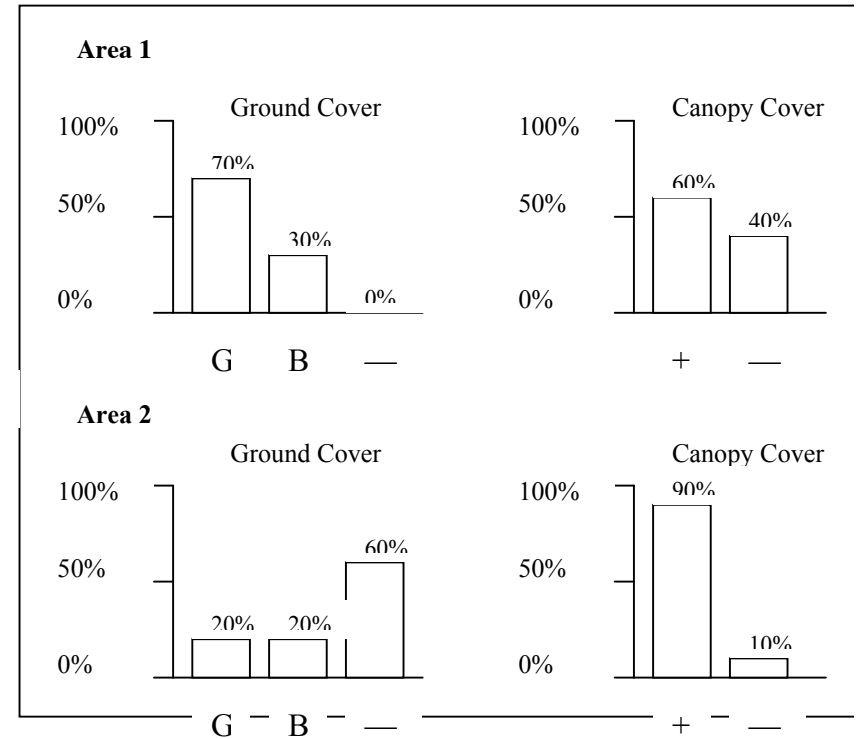 Area 1
Ground Cover Canopy Cover
100% 100%
70% 60%
50% 50%
30% 40%
0% 0% 0%
G B — + —
Area 2
Ground Cover Canopy Cover
100% 100%
90%
60%
50% 50%
20% 20% 10%
0% 0%
G B — + —